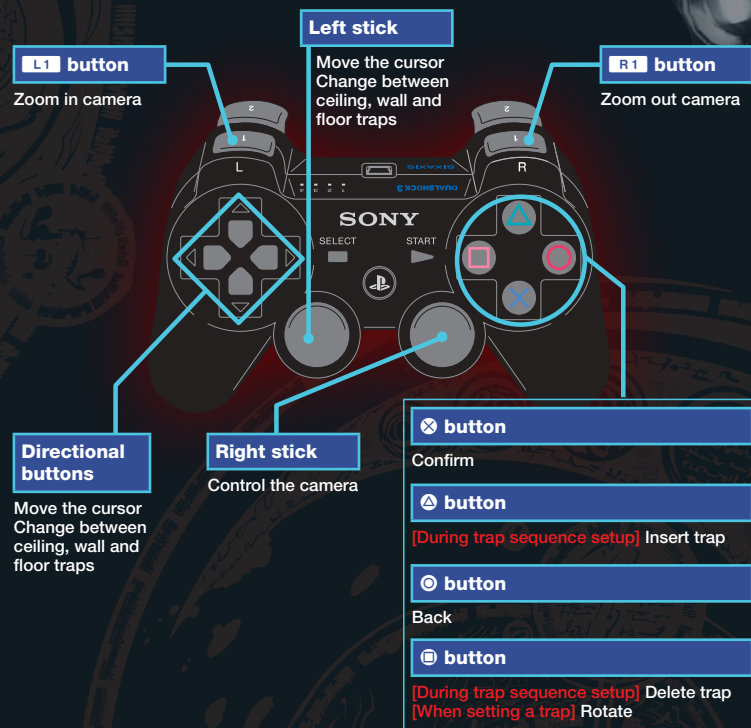 Left stick
Move the cursor
Change between
ceiling, wall and
floor traps
L1 button
Zoom in camera
R1 button
Zoom out camera
2
1
L
2
1
R
SIXAXIS
DUALSHOCK 3
SONY
SELECT
START
Directional
buttons
Move the cursor
Change between
ceiling, wall and
floor traps
Right stick
Control the camera
⊗ button
Confirm
△ button
[During trap sequence setup] Insert trap
○ button
Back
□ button
[During trap sequence setup] Delete trap
[When setting a trap] Rotate